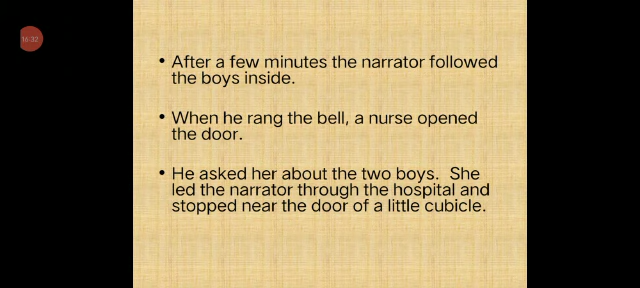 16:32
• After a few minutes the narrator followed
the boys inside.
• When he rang the bell, a nurse opened
the door.
• He asked her about the two boys.  She
led the narrator through the hospital and
stopped near the door of a little cubicle.